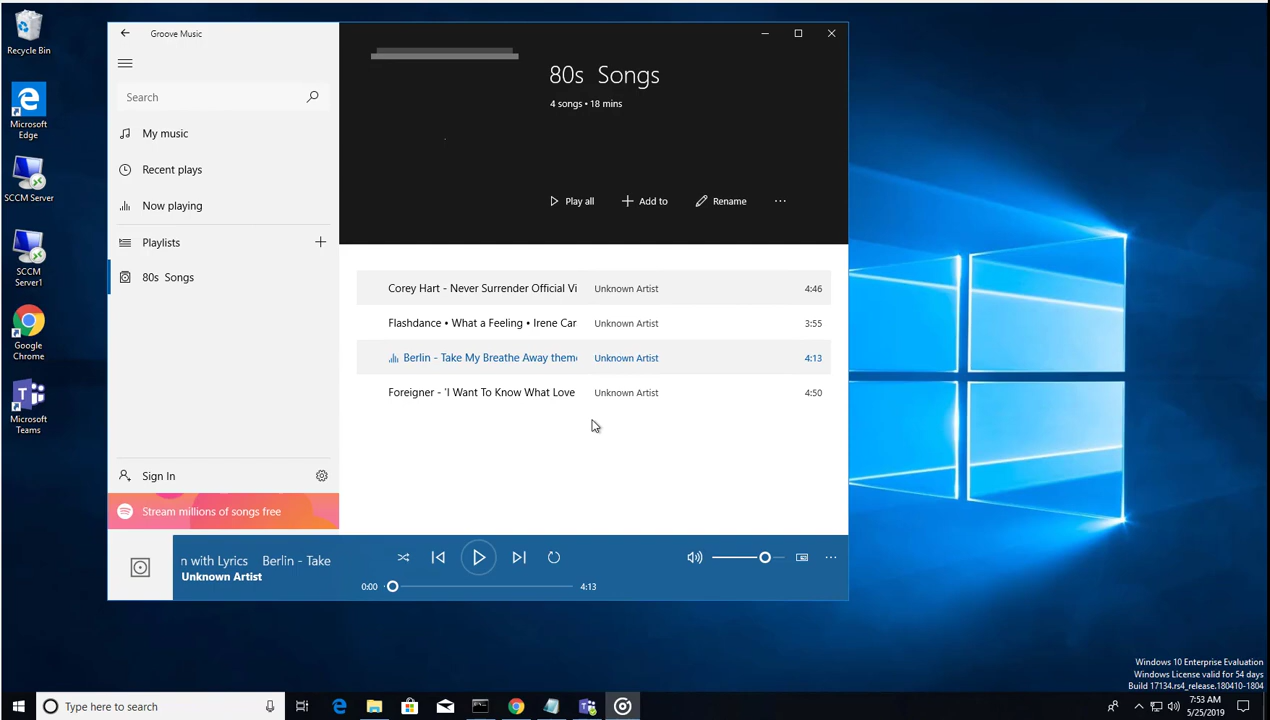 Recycle Bin
Microsoft
Edge
SCCM Server
SCCM
Server1
Google
Chrome
Microsoft
Teams
Groove Music
Search
My music
Recent plays
Now playing
Playlists
80s Songs
Sign In
Stream millions of songs free
80s Songs
4 songs • 18 mins
Play all
Add to
Rename
Corey Hart - Never Surrender Official Vi Unknown Artist 4:46
Flashdance • What a Feeling • Irene Car Unknown Artist 3:55
Berlin - Take My Breathe Away theme Unknown Artist 4:13
Foreigner - 'I Want To Know What Love Unknown Artist 4:50
n with Lyrics Berlin - Take
Unknown Artist
0:00 4:13
Windows 10 Enterprise Evaluation
Windows License valid for 54 days
Build 17134.rs4_release.180410-1804
Type here to search
7:53 AM
5/25/2019